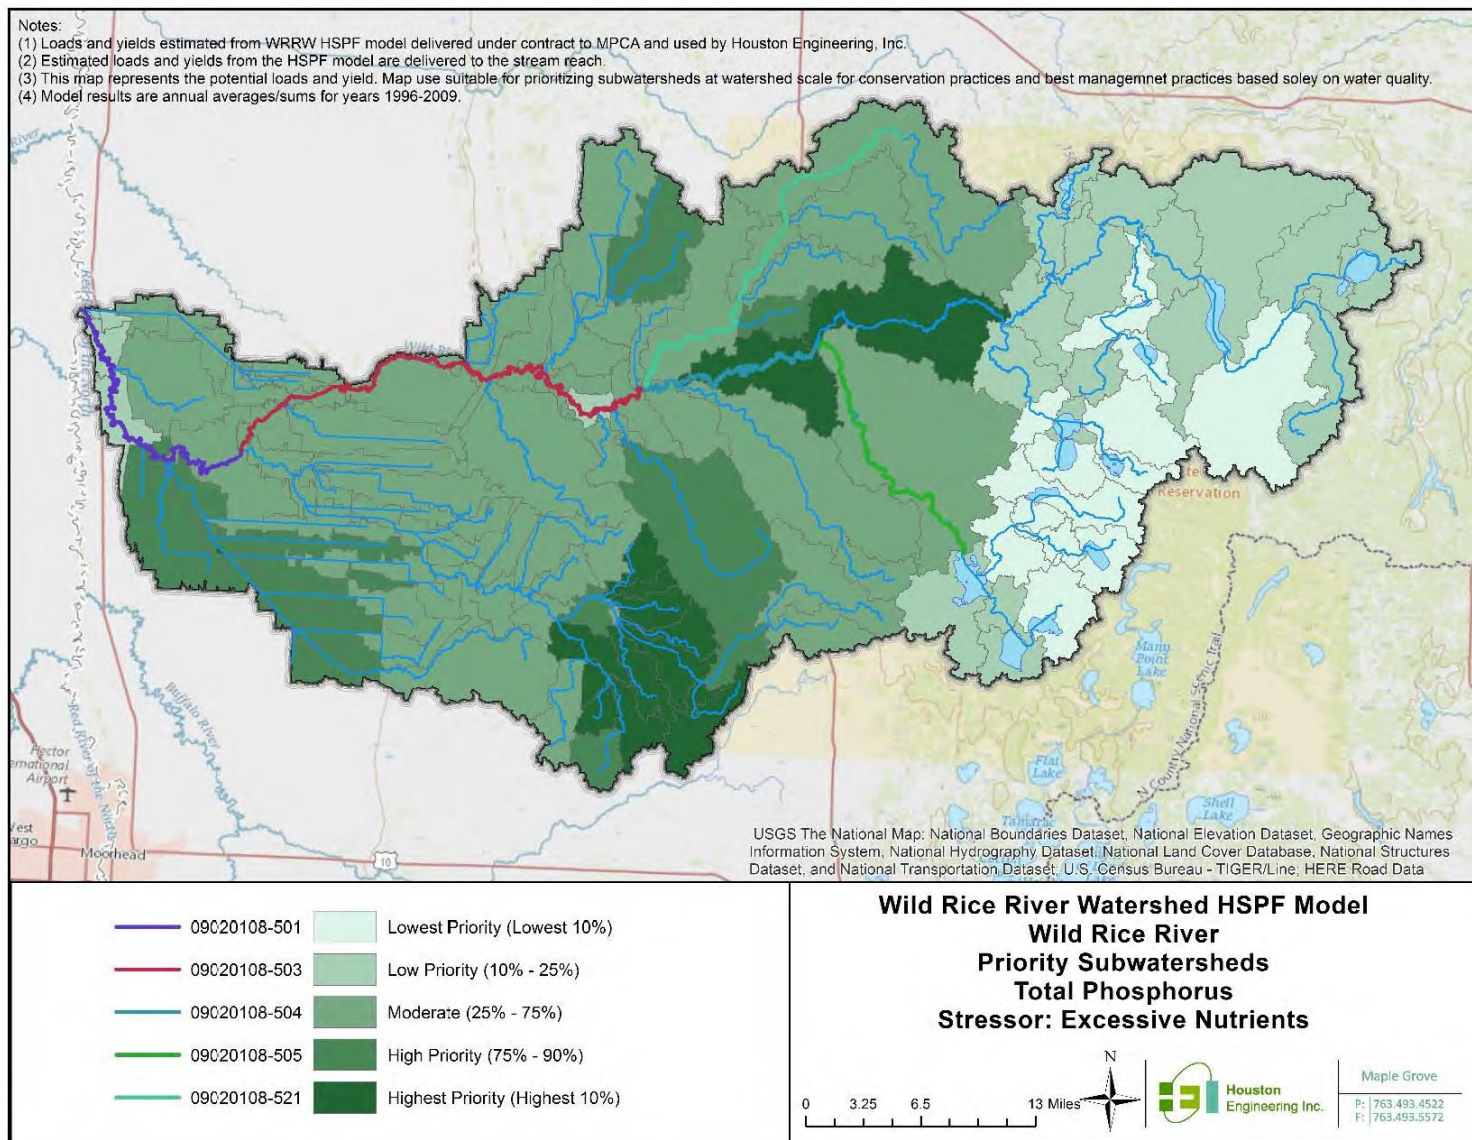 Notes:
(1) Loads and yields estimated from WRRW HSPF model delivered under contract to MPCA and used by Houston Engineering, Inc.
(2) Estimated loads and yields from the HSPF model are delivered to the stream reach.
(3) This map represents the potential loads and yield. Map use suitable for prioritizing subwatersheds at watershed scale for conservation practices and best managemnet practices based soley on water quality.
(4) Model results are annual averages/sums for years 1996-2009.
River
Wild
Reservation
Many
Point
Lake
N Country National Scenic Trail
Buffalo River
Red River of the North
Hector
ernational
Airport
Flat
Lake
Shell
Lake
Tamarac
West
argo
Moorhead
10
USGS The National Map: National Boundaries Dataset, National Elevation Dataset, Geographic Names
Information System, National Hydrography Dataset, National Land Cover Database, National Structures
Dataset, and National Transportation Dataset; U.S. Census Bureau - TIGER/Line; HERE Road Data
09020108-501 Lowest Priority (Lowest 10%)
09020108-503 Low Priority (10% - 25%)
09020108-504 Moderate (25% - 75%)
09020108-505 High Priority (75% - 90%)
09020108-521 Highest Priority (Highest 10%)
Wild Rice River Watershed HSPF Model
Wild Rice River
Priority Subwatersheds
Total Phosphorus
Stressor: Excessive Nutrients
0 3.25 6.5 13 Miles
N
Houston
Engineering Inc.
Maple Grove
P: 763.493.4522
F: 763.493.5572